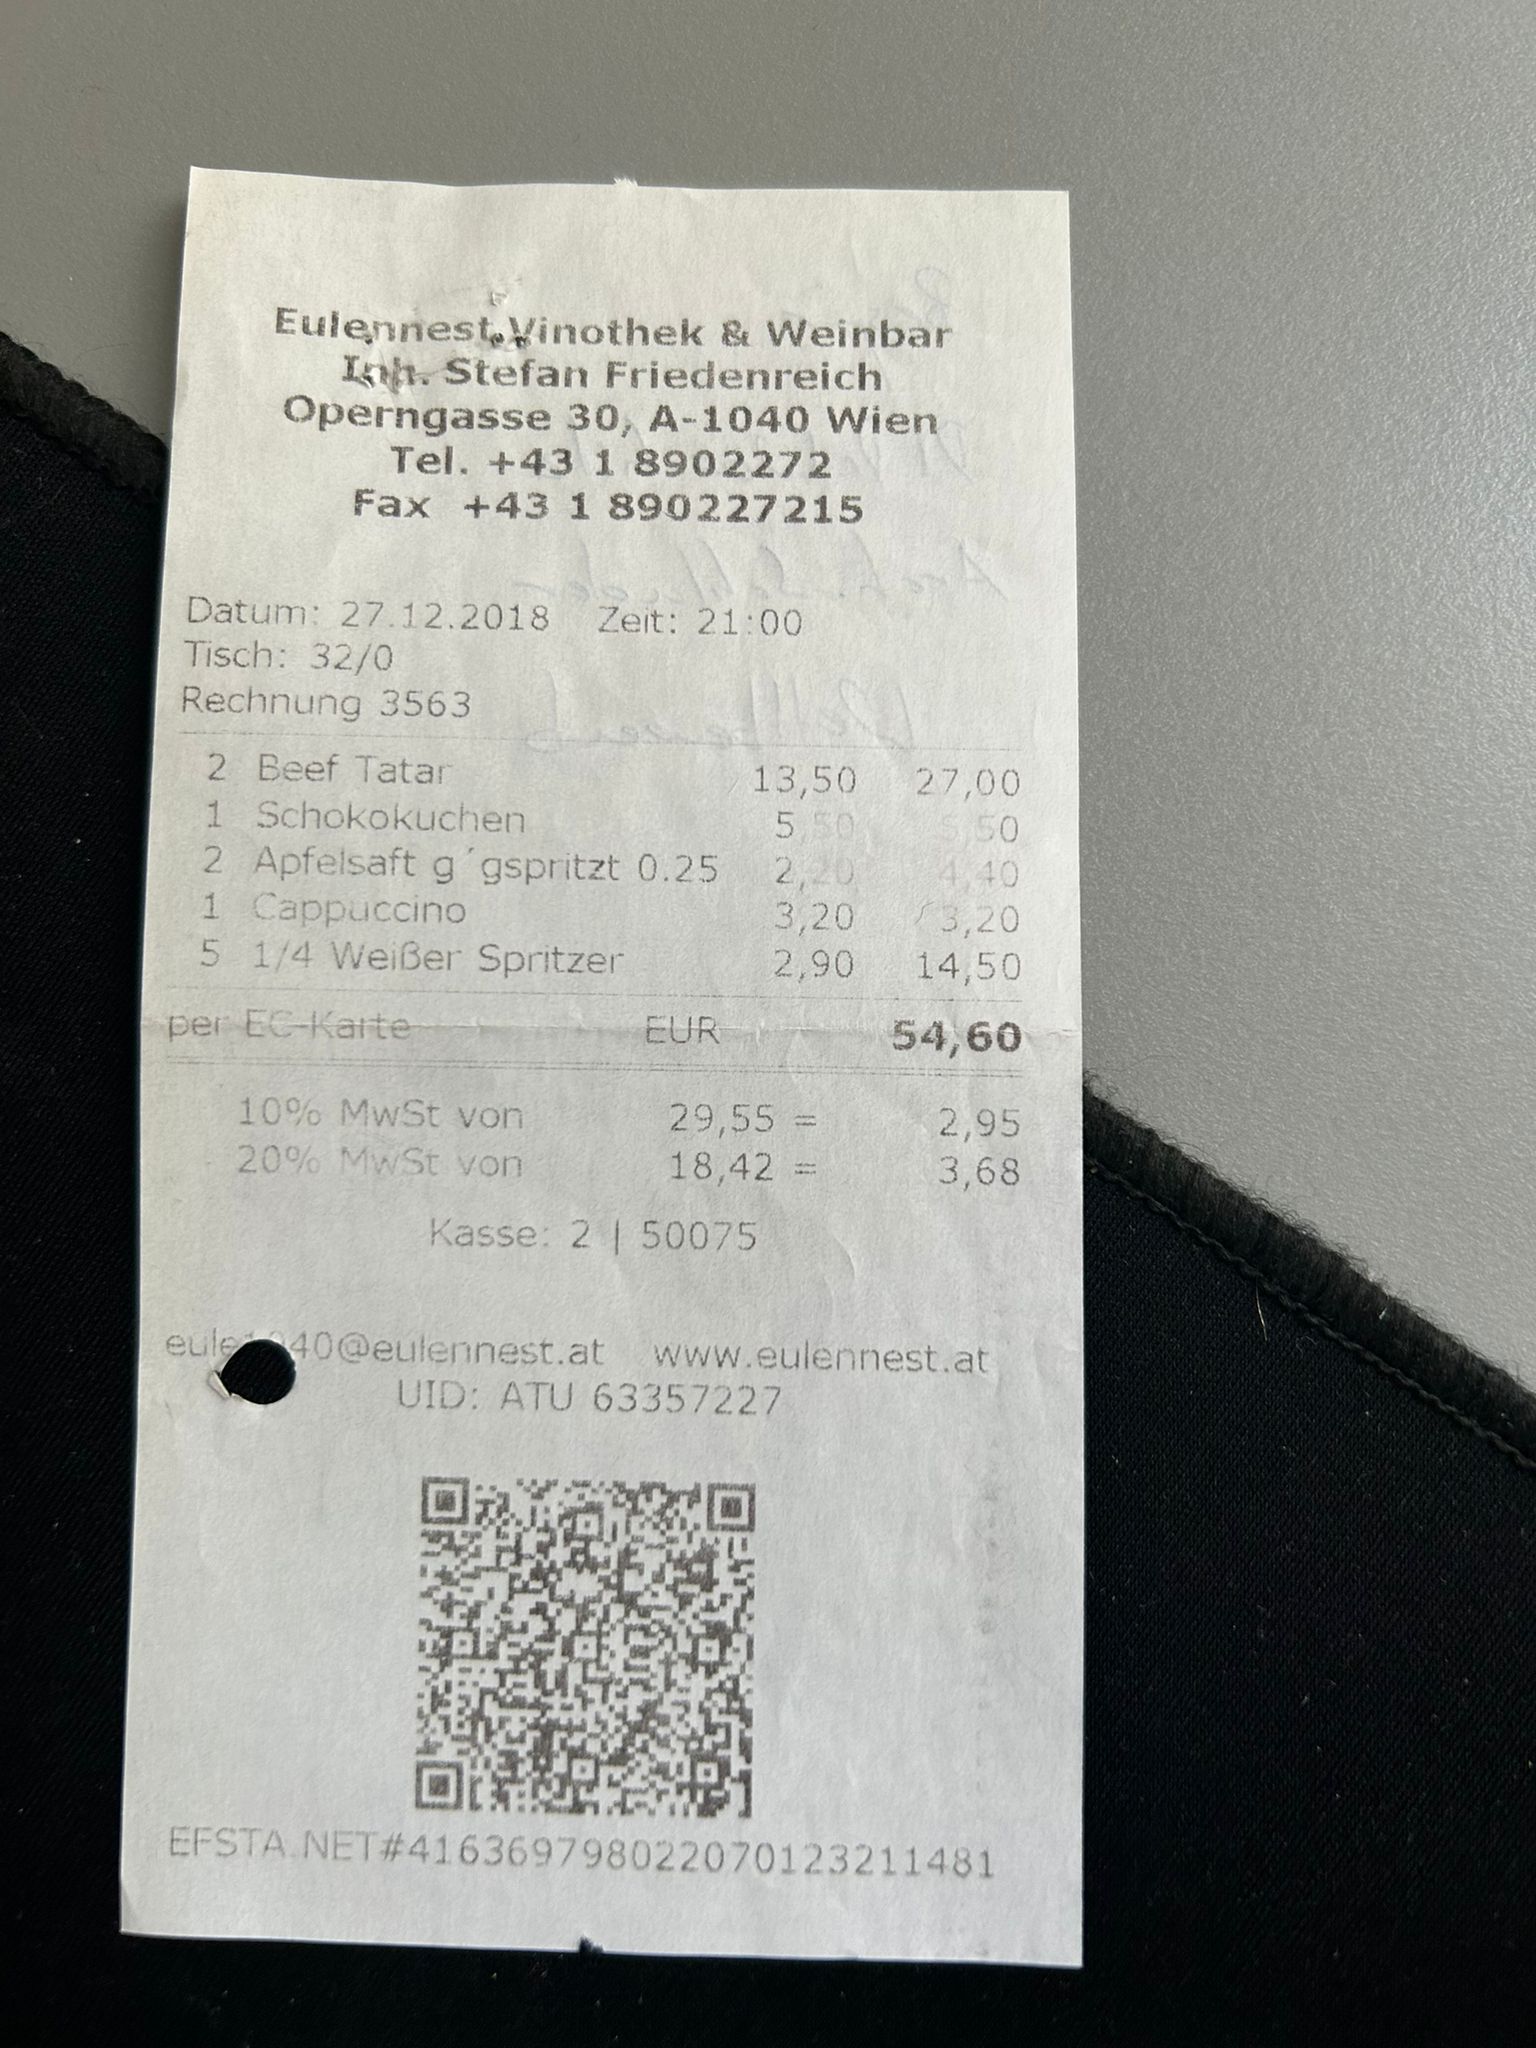 Eulennest Vinothek & Weinbar
Inh. Stefan Friedenreich
Operngasse 30, A-1040 Wien
Tel. +43 1 8902272
Fax +43 1 890227215
Datum: 27.12.2018 Zeit: 21:00
Tisch: 32/0
Rechnung 3563
2 Beef Tatar 13,50 27,00
1 Schokokuchen 5,50 5,50
2 Apfelsaft g´gspritzt 0.25 2,20 4,40
1 Cappuccino 3,20 3,20
5 1/4 Weißer Spritzer 2,90 14,50
per EC-Karte EUR 54,60
10% MwSt von 29,55 = 2,95
20% MwSt von 18,42 = 3,68
Kasse: 2 | 50075
eule1040@eulennest.at www.eulennest.at
UID: ATU 63357227
EFSTA.NET#41636979802207012321​1481